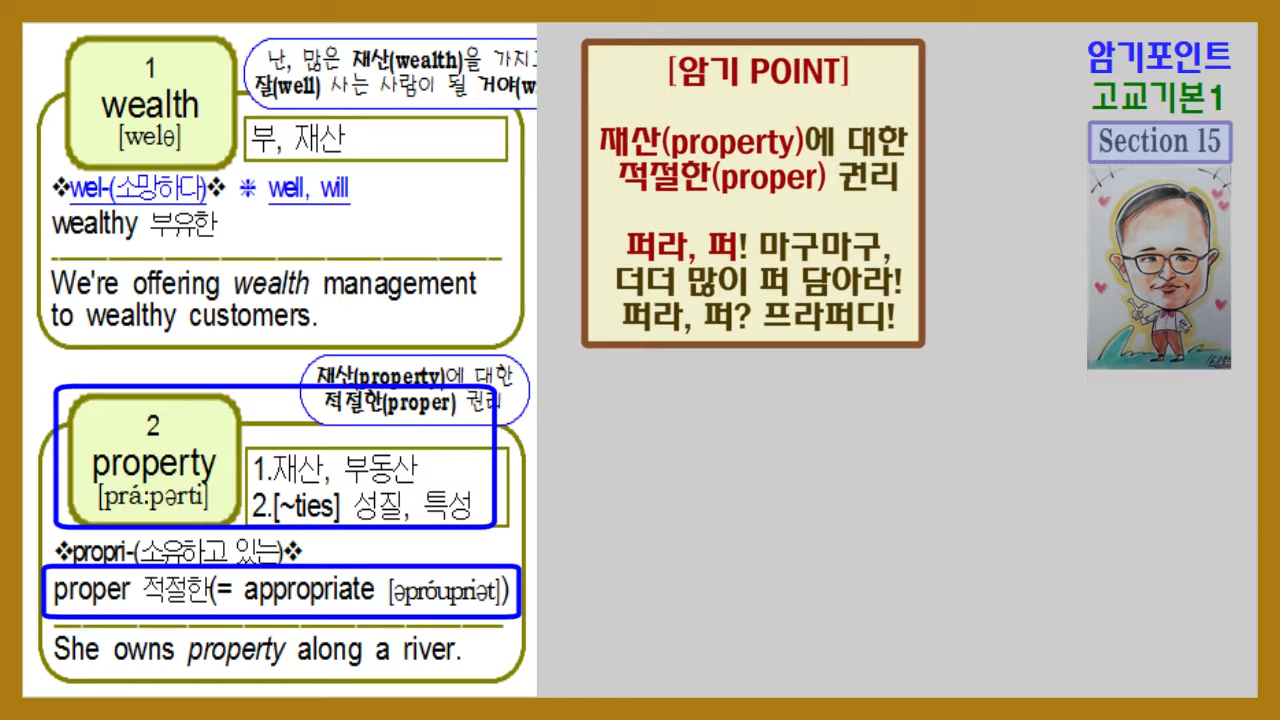 1
wealth
[welə]
난, 많은 재산(wealth)을 가지고
잘(well) 사는 사람이 될 거야(w
부, 재산
❖wel-(소망하다)❖ ※ well, will
wealthy 부유한
We're offering wealth management
to wealthy customers.
재산(property)에 대한
적절한(proper) 권리
2
property
[prá:pərti]
1.재산, 부동산
2.[~ties] 성질, 특성
❖propri-(소유하고 있는)❖
proper 적절한(= appropriate [əpróupriət])
She owns property along a river.
[암기 POINT]
재산(property)에 대한
적절한(proper) 권리
퍼라, 퍼! 마구마구,
더더 많이 퍼 담아라!
퍼라, 퍼? 프라퍼디!
암기포인트
고교기본1
Section 15